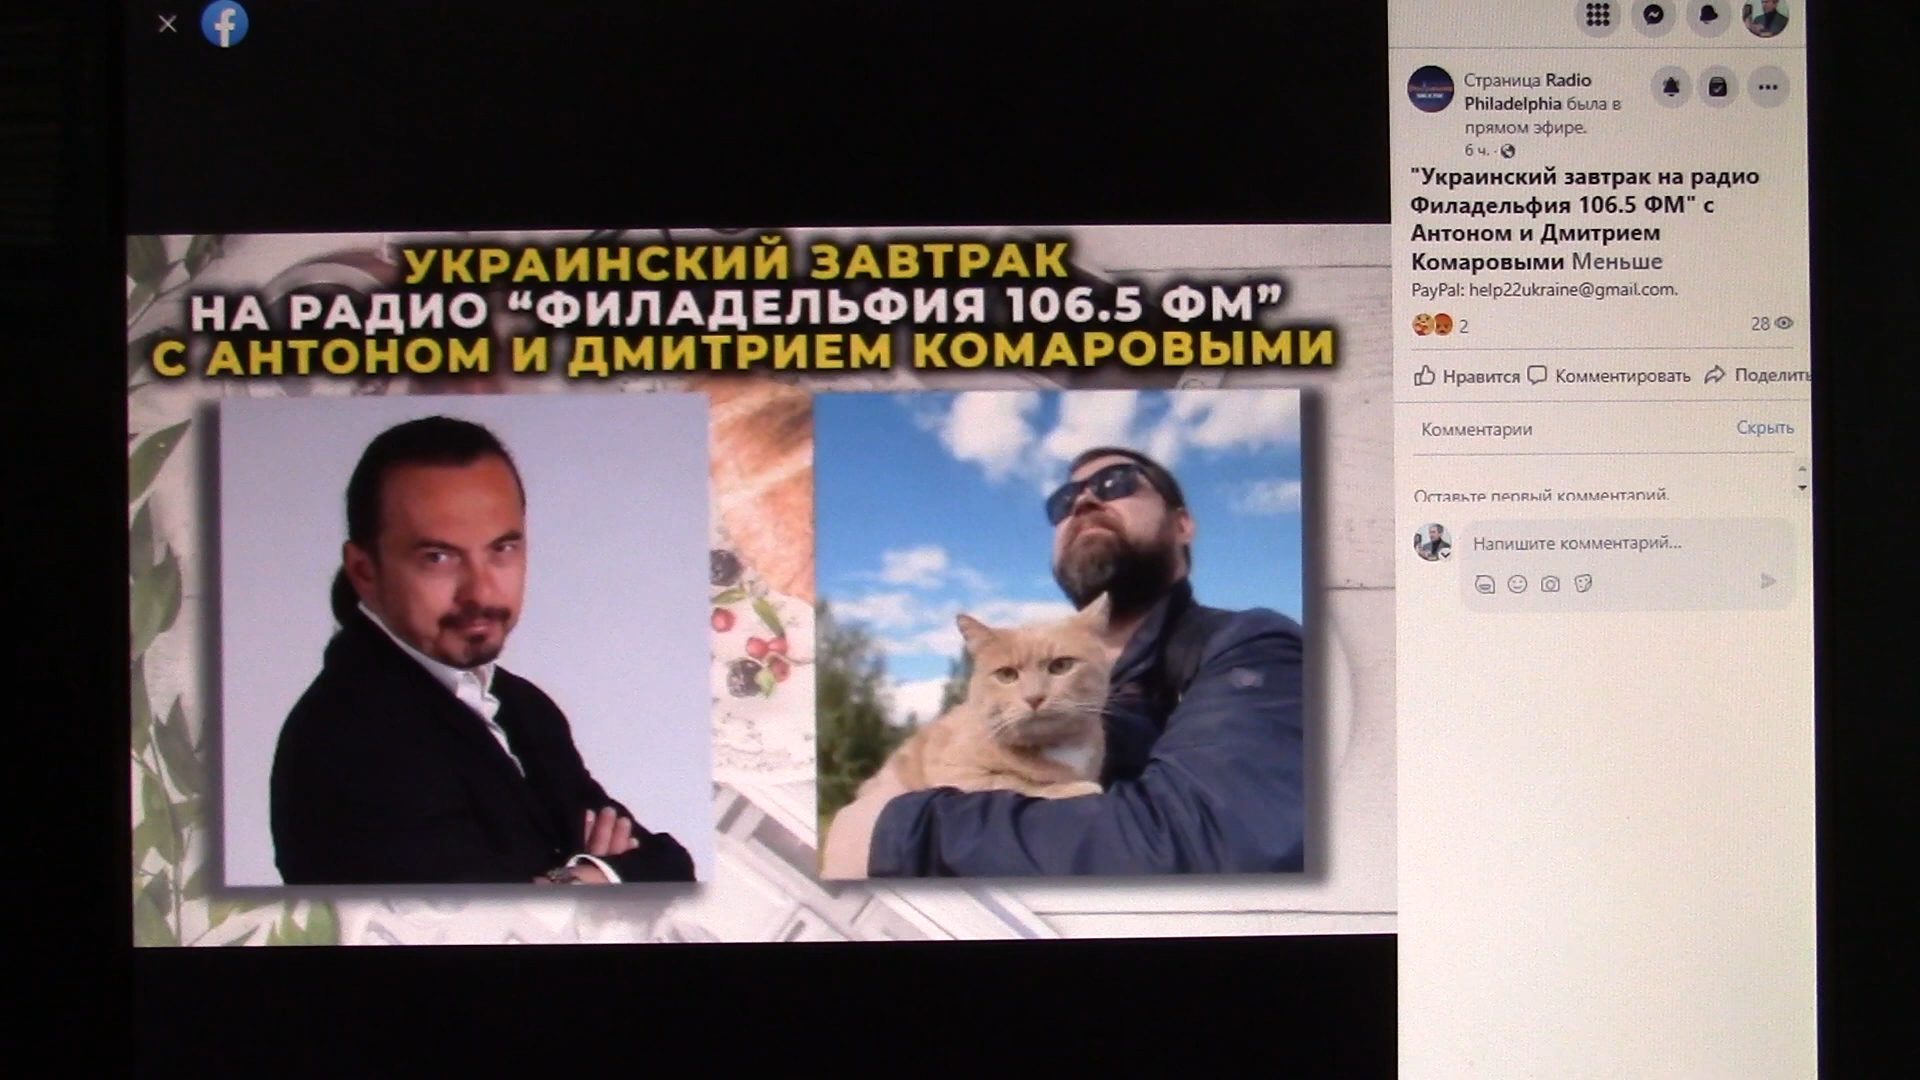 УКРАИНСКИЙ ЗАВТРАК
НА РАДИО “ФИЛАДЕЛЬФИЯ 106.5 ФМ”
С АНТОНОМ И ДМИТРИЕМ КОМАРОВЫМИ
Страница Radio
Philadelphia была в
прямом эфире.
6 ч. ·
"Украинский завтрак на радио
Филадельфия 106.5 ФМ" с
Антоном и Дмитрием
Комаровыми Меньше
PayPal: help22ukraine@gmail.com.
2
28
Нравится Комментировать Поделить
Комментарии Скрыть
Оставьте первый комментарий.
Напишите комментарий...